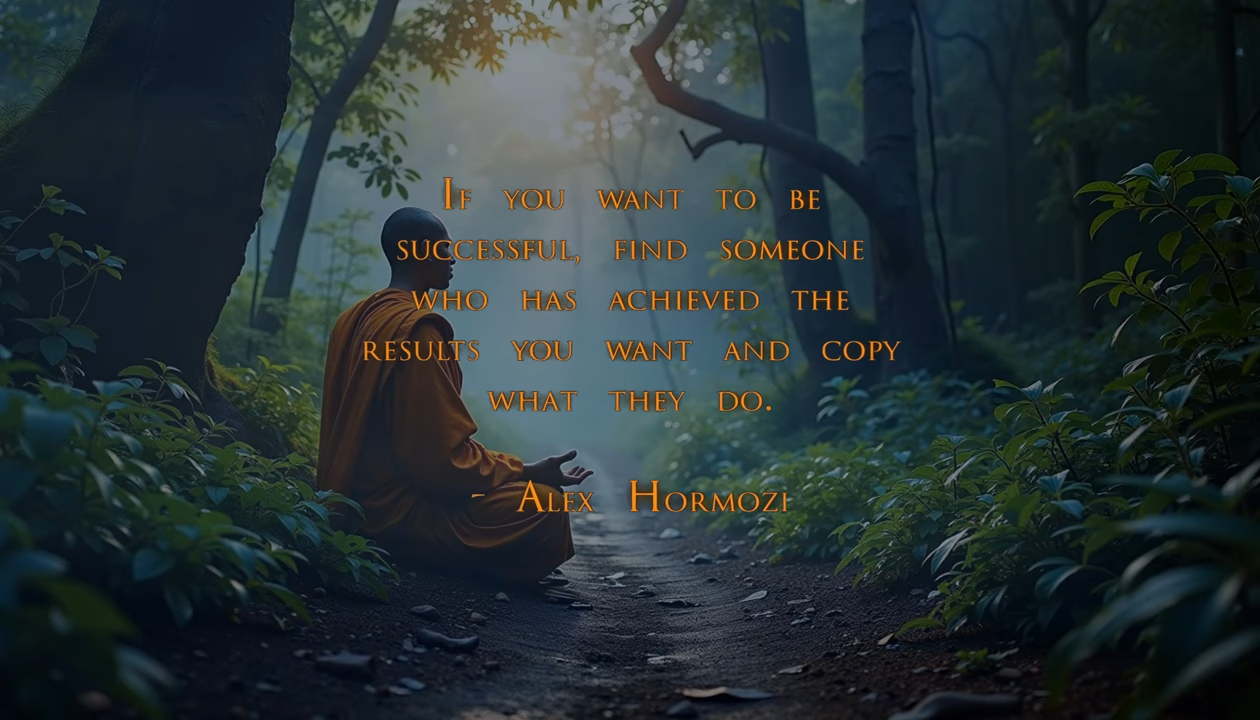 If you want to be
successful, find someone
who has achieved the
results you want and copy
what they do.
- Alex Hormozi